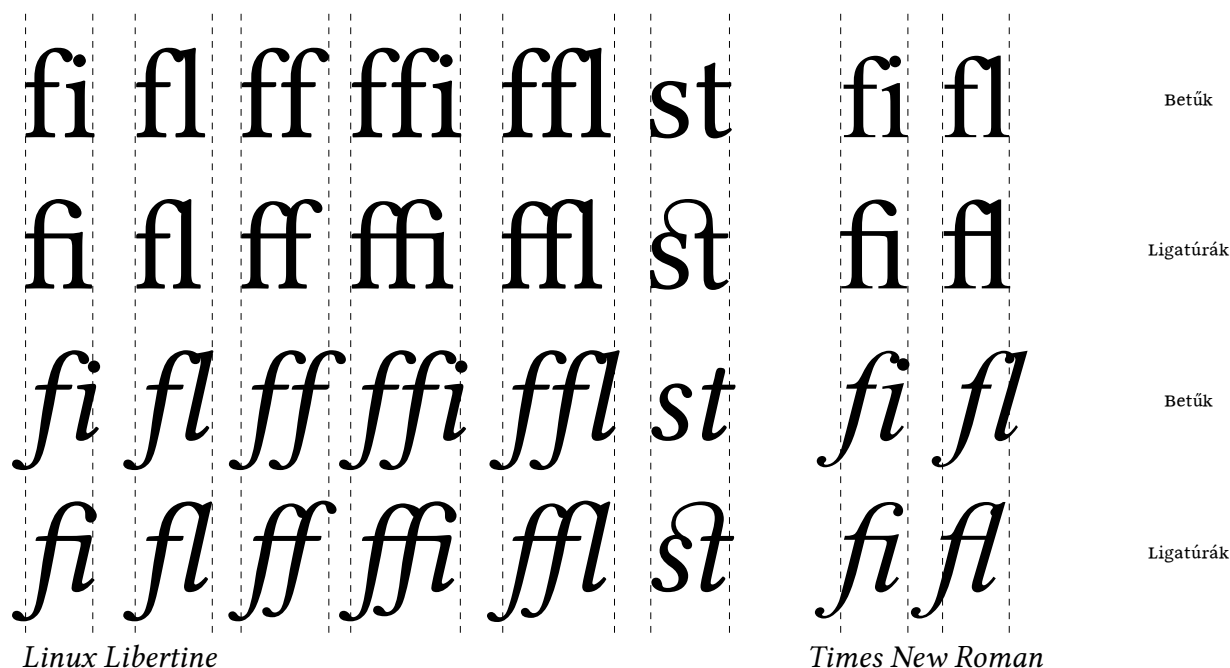 fi fl ff ffi ffl st fi fl Betűk
fi fl ff ffi ffl st fi fl Ligatúrák
fi fl ff ffi ffl st fi fl Betűk
fi fl ff ffi ffl st fi fl Ligatúrák
Linux Libertine Times New Roman